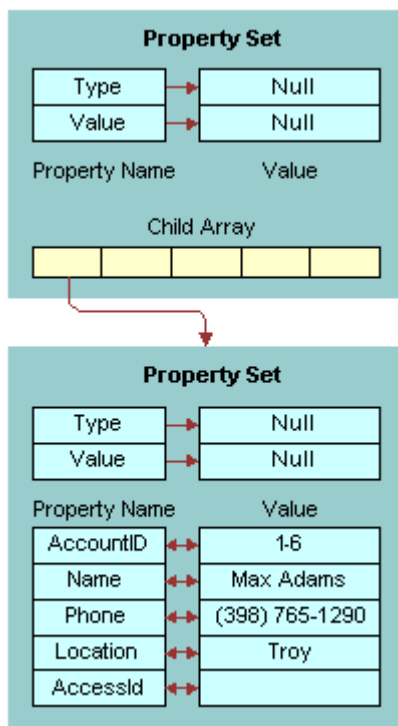 Property Set
Type Null
Value Null
Property Name Value
Child Array
Property Set
Type Null
Value Null
Property Name Value
AccountID 1-6
Name Max Adams
Phone (398) 765-1290
Location Troy
AccessId